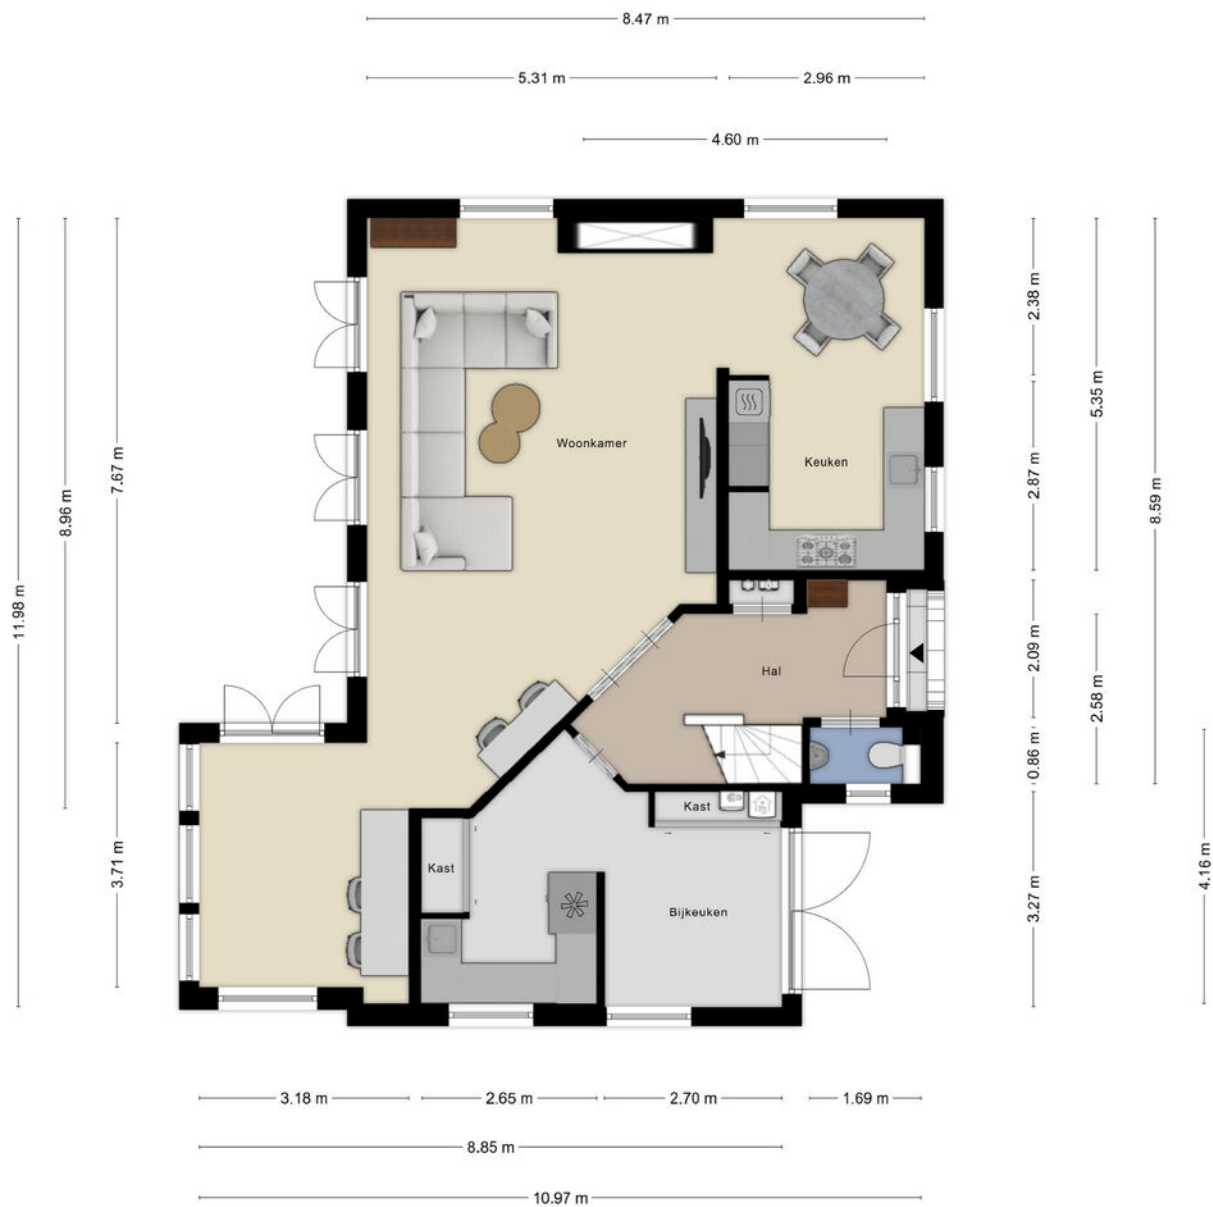 8.47 m
5.31 m
2.96 m
4.60 m
2.38 m
5.35 m
8.59 m
7.67 m
8.96 m
11.98 m
Woonkamer
Keuken
2.87 m
2.09 m
2.58 m
Hal
0.86 m
Kast
Kast
3.71 m
4.16 m
3.27 m
Bijkeuken
3.18 m
2.65 m
2.70 m
1.69 m
8.85 m
10.97 m